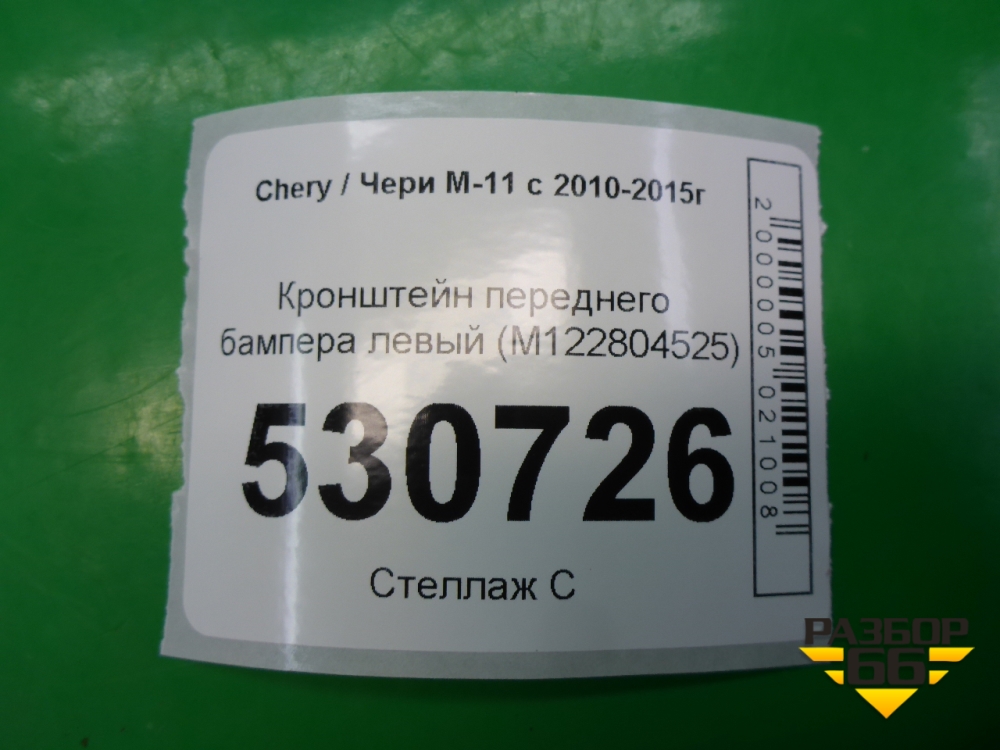 Chery / Чери М-11 с 2010-2015г
Кронштейн переднего
бампера левый (M122804525)
530726
Стеллаж С
2000005021008
РАЗБОР
66